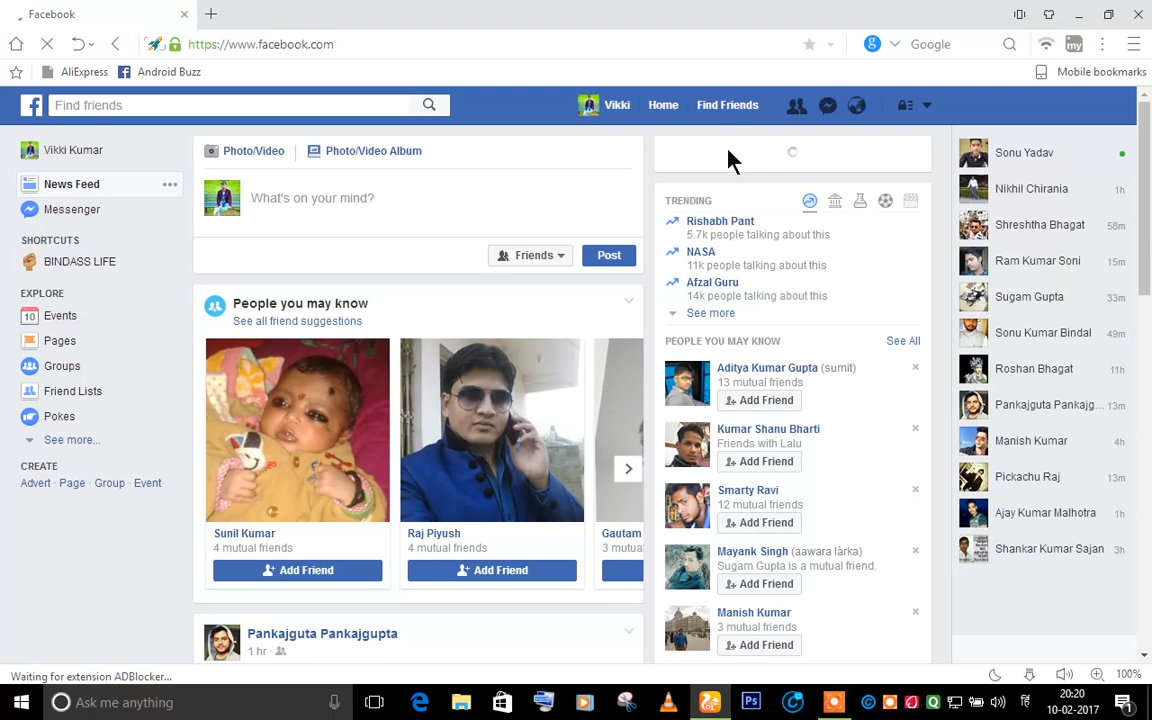 Facebook
https://www.facebook.com
Google
AliExpress
Android Buzz
Mobile bookmarks
Find friends
Vikki
Home
Find Friends
Vikki Kumar
News Feed
Messenger
SHORTCUTS
BINDASS LIFE
EXPLORE
10 Events
Pages
Groups
Friend Lists
Pokes
See more...
CREATE
Advert · Page · Group · Event
Photo/Video
Photo/Video Album
What's on your mind?
Friends
Post
People you may know
See all friend suggestions
Sunil Kumar
4 mutual friends
Add Friend
Raj Piyush
4 mutual friends
Add Friend
Gautam
3 mutua
Pankajguta Pankajgupta
1 hr ·
TRENDING
Rishabh Pant
5.7k people talking about this
NASA
11k people talking about this
Afzal Guru
14k people talking about this
See more
PEOPLE YOU MAY KNOW
See All
Aditya Kumar Gupta (sumit)
13 mutual friends
Add Friend
Kumar Shanu Bharti
Friends with Lalu
Add Friend
Smarty Ravi
12 mutual friends
Add Friend
Mayank Singh (aawara làrka)
Sugam Gupta is a mutual friend.
Add Friend
Manish Kumar
3 mutual friends
Add Friend
Sonu Yadav
Nikhil Chirania 1h
Shreshtha Bhagat 58m
Ram Kumar Soni 15m
Sugam Gupta 33m
Sonu Kumar Bindal 49m
Roshan Bhagat 11h
Pankajguta Pankajg... 13m
Manish Kumar 4h
Pickachu Raj 13m
Ajay Kumar Malhotra 1h
Shankar Kumar Sajan 3h
Waiting for extension ADBlocker...
100%
Ask me anything
20:20
10-02-2017